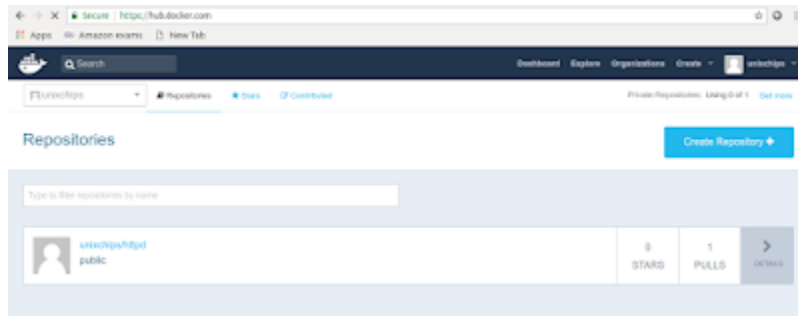 Secure | https://hub.docker.com
Apps Amazon exams New Tab
Search Dashboard Explore Organizations Create unixchips
unixchips Repositories Stars Contributed Private Repositories: Using 0 of 1 Get more
Repositories
Create Repository +
Type to filter repositories by name
unixchips/httpd
public
0
STARS
1
PULLS
DETAILS